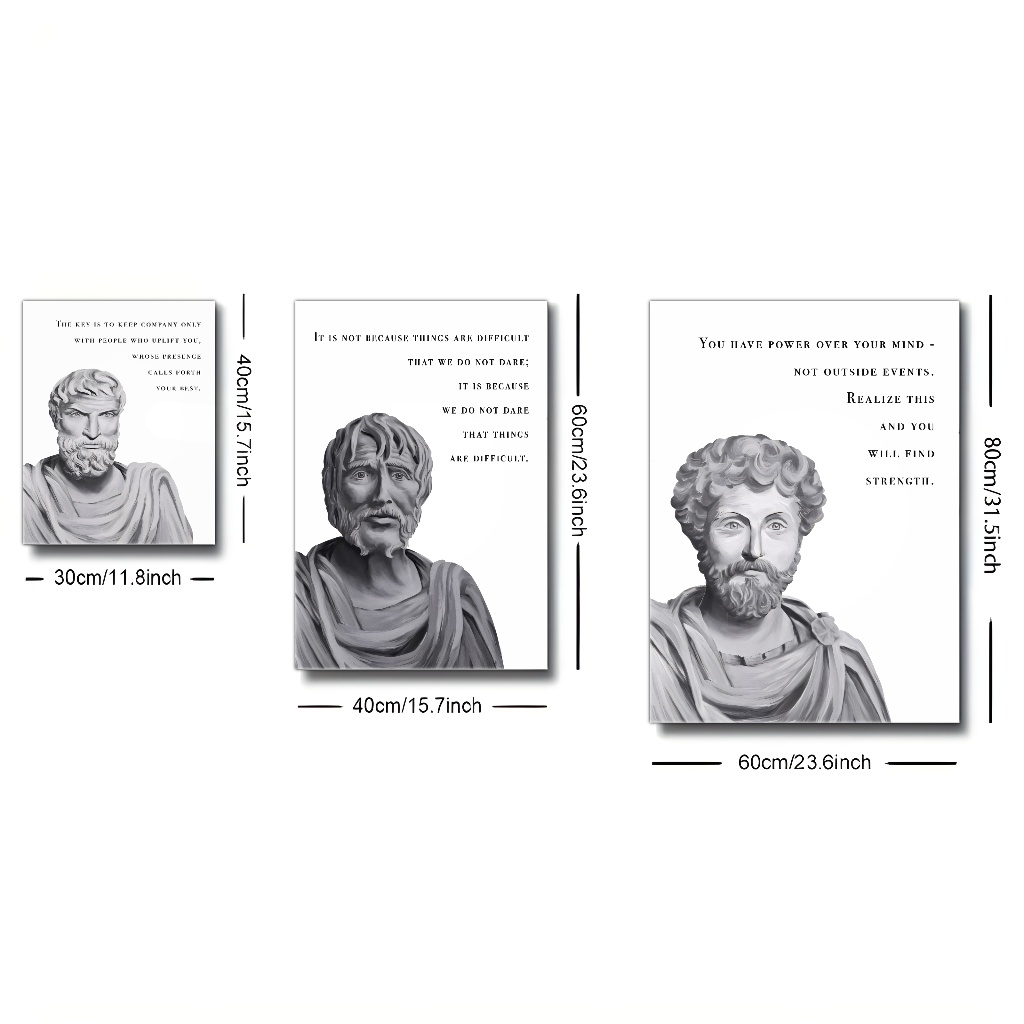 The key is to keep company only
with people who uplift you,
whose presence
calls forth
your best.
40cm/15.7inch
30cm/11.8inch
It is not because things are difficult
that we do not dare;
it is because
we do not dare
that things
are difficult.
60cm/23.6inch
40cm/15.7inch
You have power over your mind -
not outside events.
Realize this
and you
will find
strength.
80cm/31.5inch
60cm/23.6inch